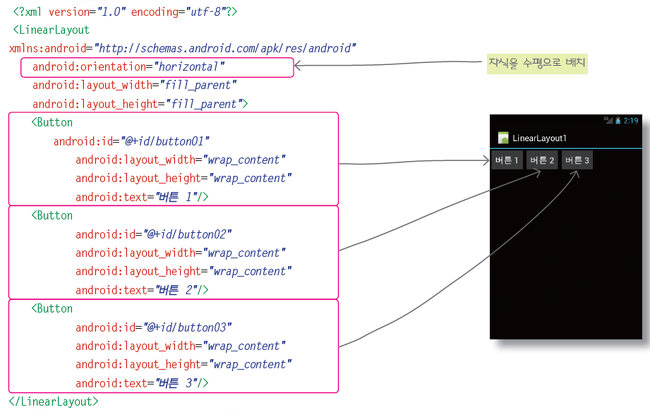 <?xml version="1.0" encoding="utf-8"?>
<LinearLayout
xmlns:android="http://schemas.android.com/apk/res/android"
android:orientation="horizontal"
android:layout_width="fill_parent"
android:layout_height="fill_parent">
<Button
android:id="@+id/button01"
android:layout_width="wrap_content"
android:layout_height="wrap_content"
android:text="버튼 1"/>
<Button
android:id="@+id/button02"
android:layout_width="wrap_content"
android:layout_height="wrap_content"
android:text="버튼 2"/>
<Button
android:id="@+id/button03"
android:layout_width="wrap_content"
android:layout_height="wrap_content"
android:text="버튼 3"/>
</LinearLayout>
자식을 수평으로 배치
2:19
LinearLayout1
버튼 1 버튼 2 버튼 3